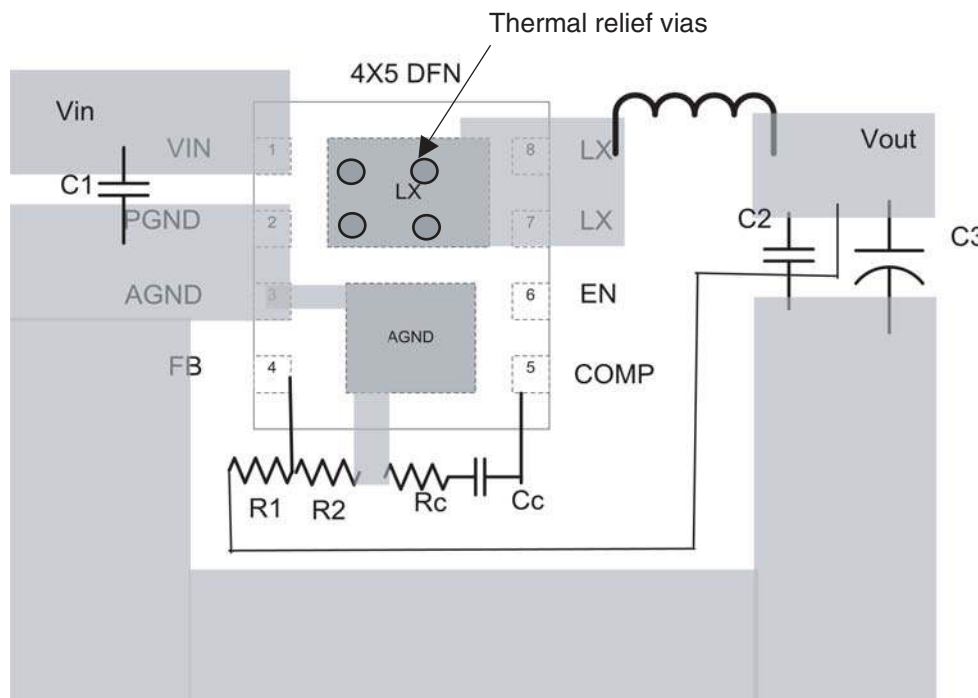 Thermal relief vias
4X5 DFN
Vin
VIN
1
LX
8
LX
Vout
C1
PGND
2
7
LX
C2
C3
AGND
3
AGND
6
EN
FB
4
5
COMP
R1
R2
Rc
Cc